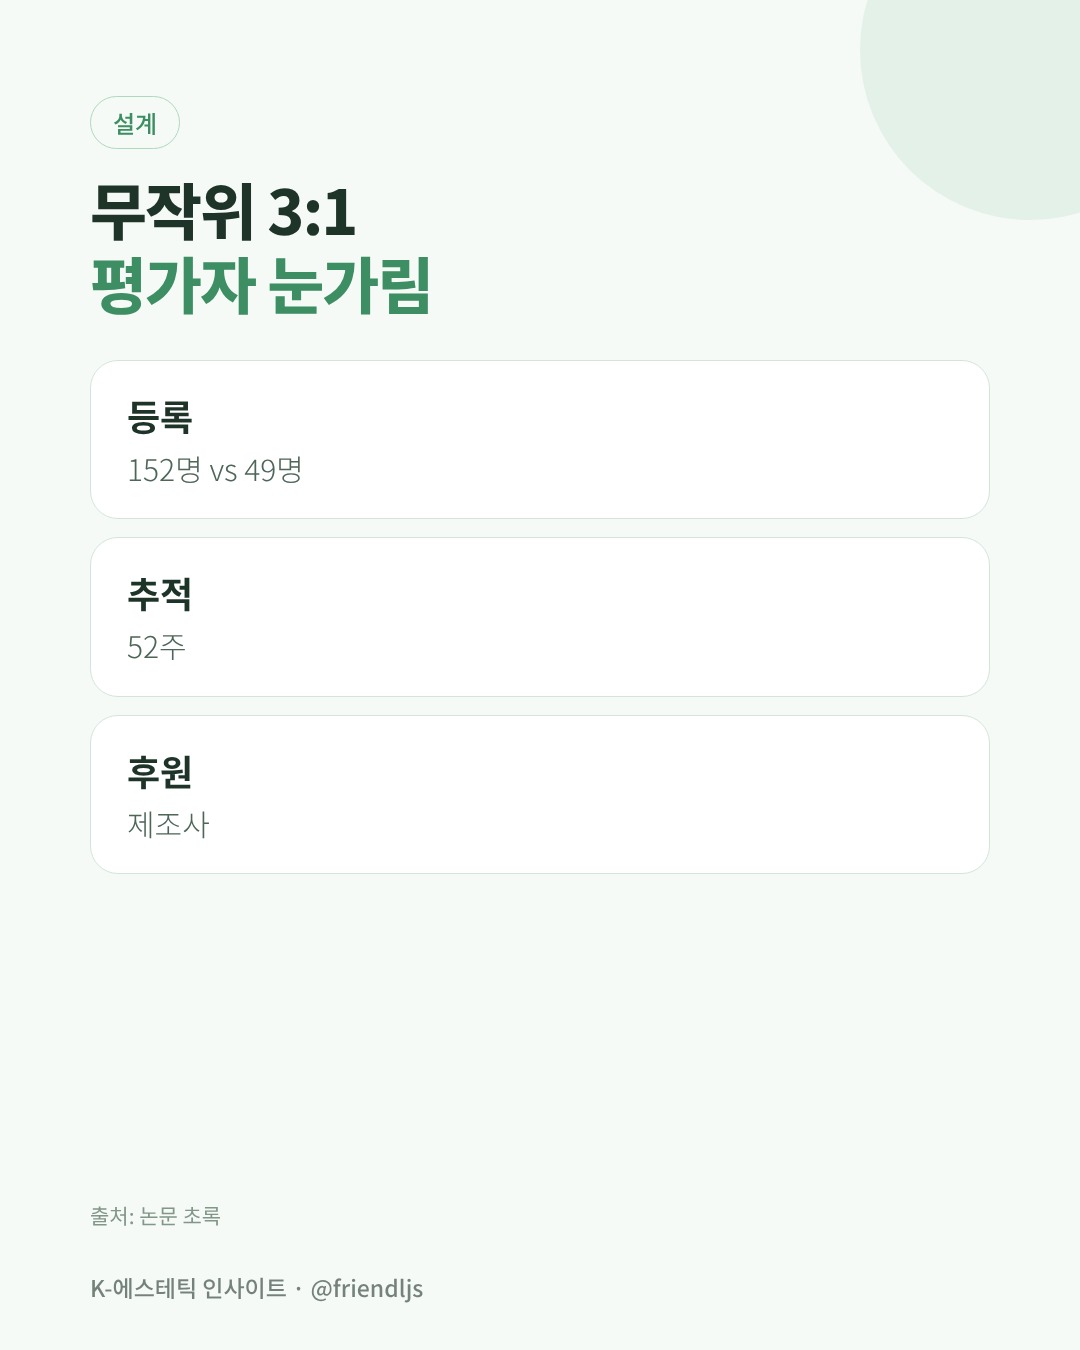 설계
무작위 3:1
평가자 눈가림
등록
152명 vs 49명
추적
52주
후원
제조사
출처: 논문 초록
K-에스테틱 인사이트 · @friendljs